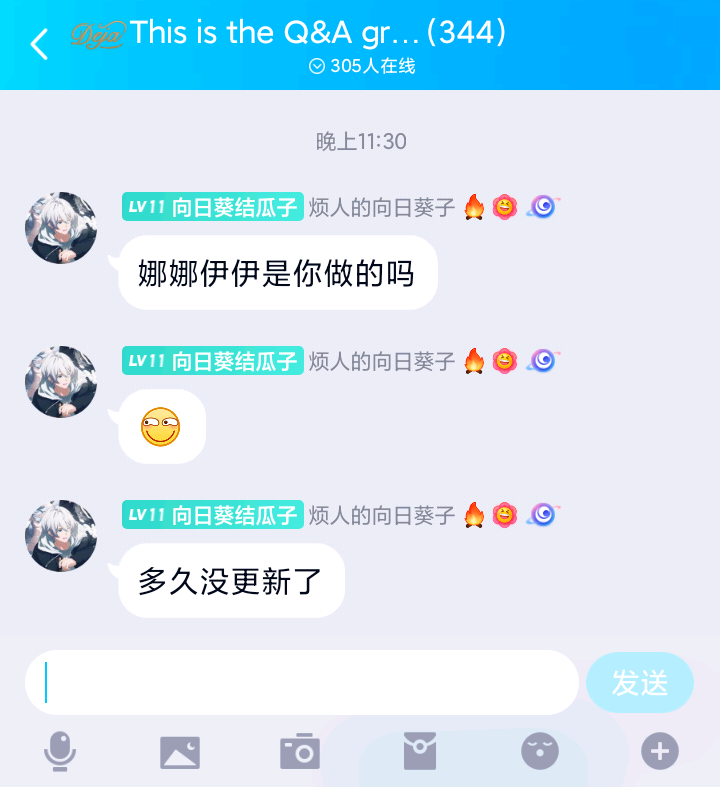 Deja This is the Q&A gr... (344)
305人在线
晚上11:30
LV11 向日葵结瓜子 烦人的向日葵子
娜娜伊伊是你做的吗
LV11 向日葵结瓜子 烦人的向日葵子
LV11 向日葵结瓜子 烦人的向日葵子
多久没更新了
发送